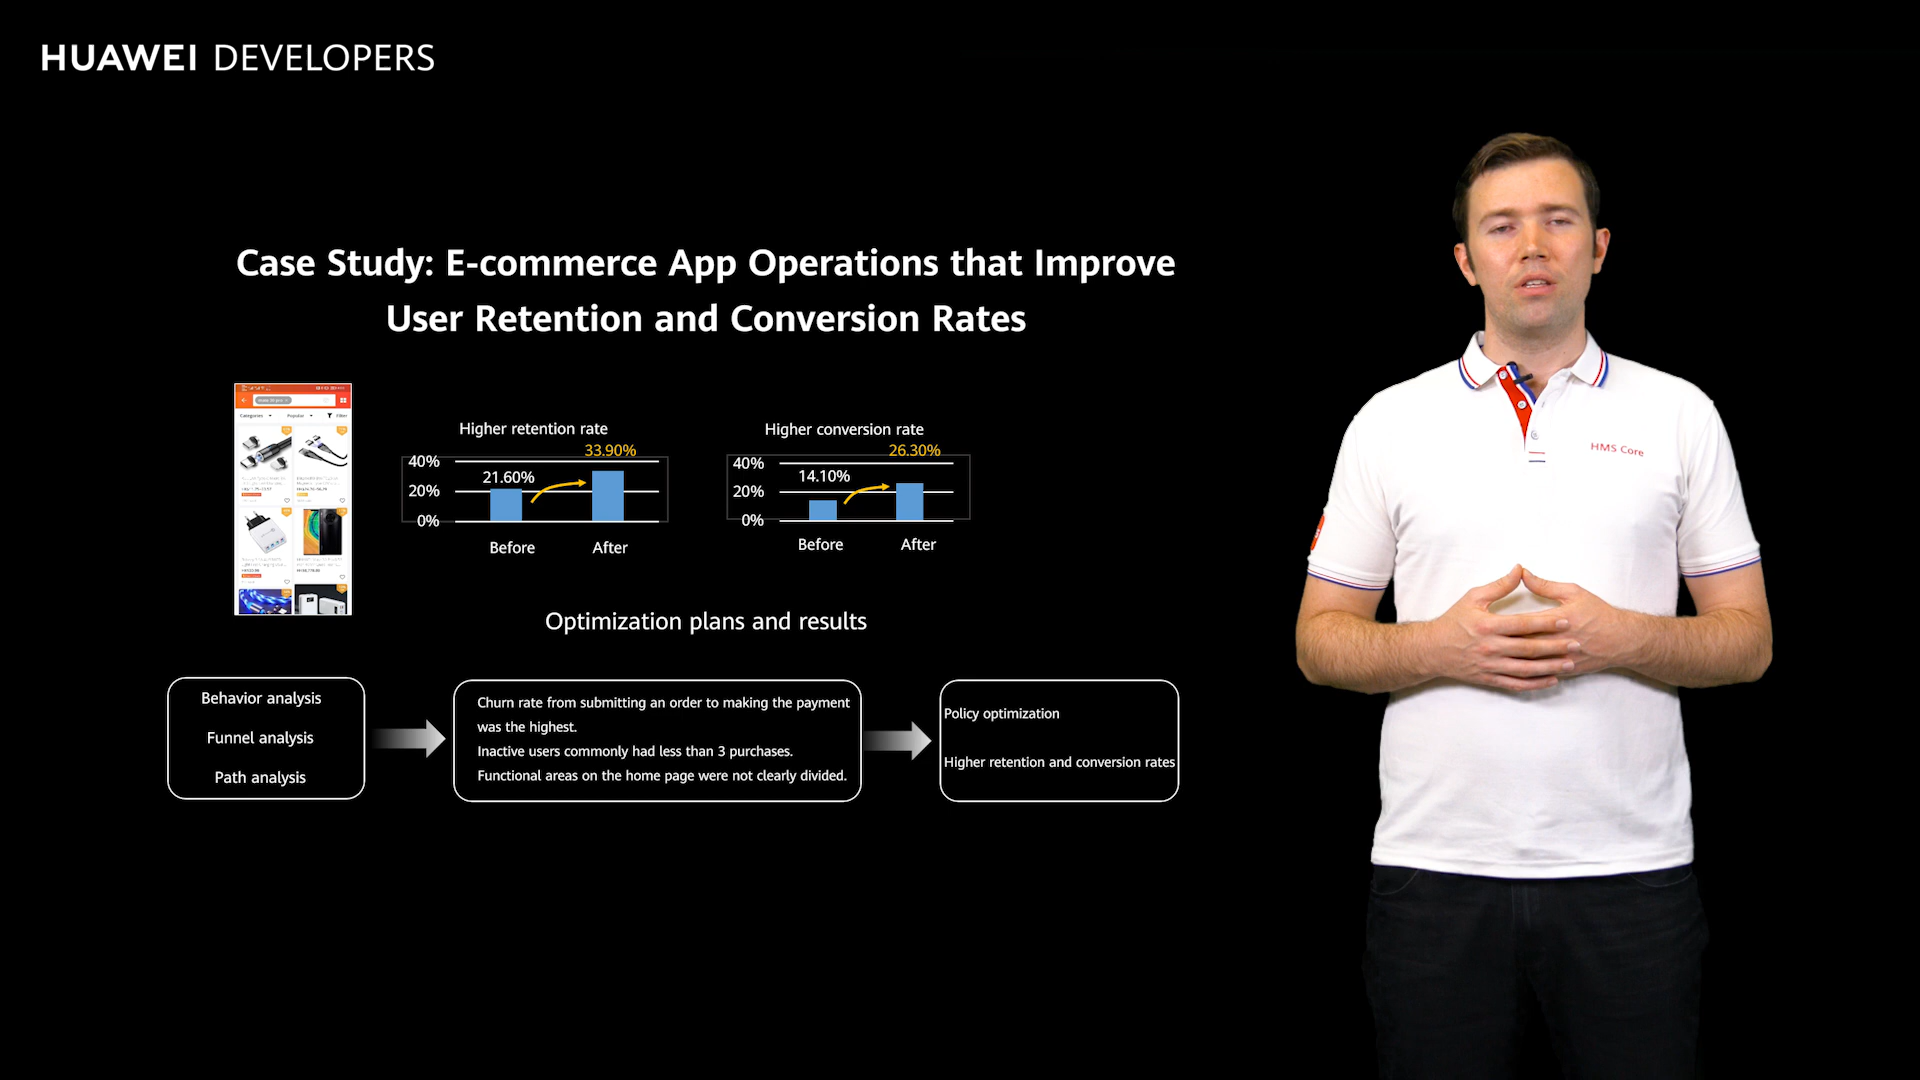 HUAWEI DEVELOPERS
Case Study: E-commerce App Operations that Improve
User Retention and Conversion Rates
Categories
Popular
Filter
Higher retention rate
33.90%
40%
21.60%
20%
0%
Before
After
Higher conversion rate
26.30%
40%
14.10%
20%
0%
Before
After
Optimization plans and results
Behavior analysis
Funnel analysis
Path analysis
Churn rate from submitting an order to making the payment
was the highest.
Inactive users commonly had less than 3 purchases.
Functional areas on the home page were not clearly divided.
Policy optimization
Higher retention and conversion rates
HMS Core